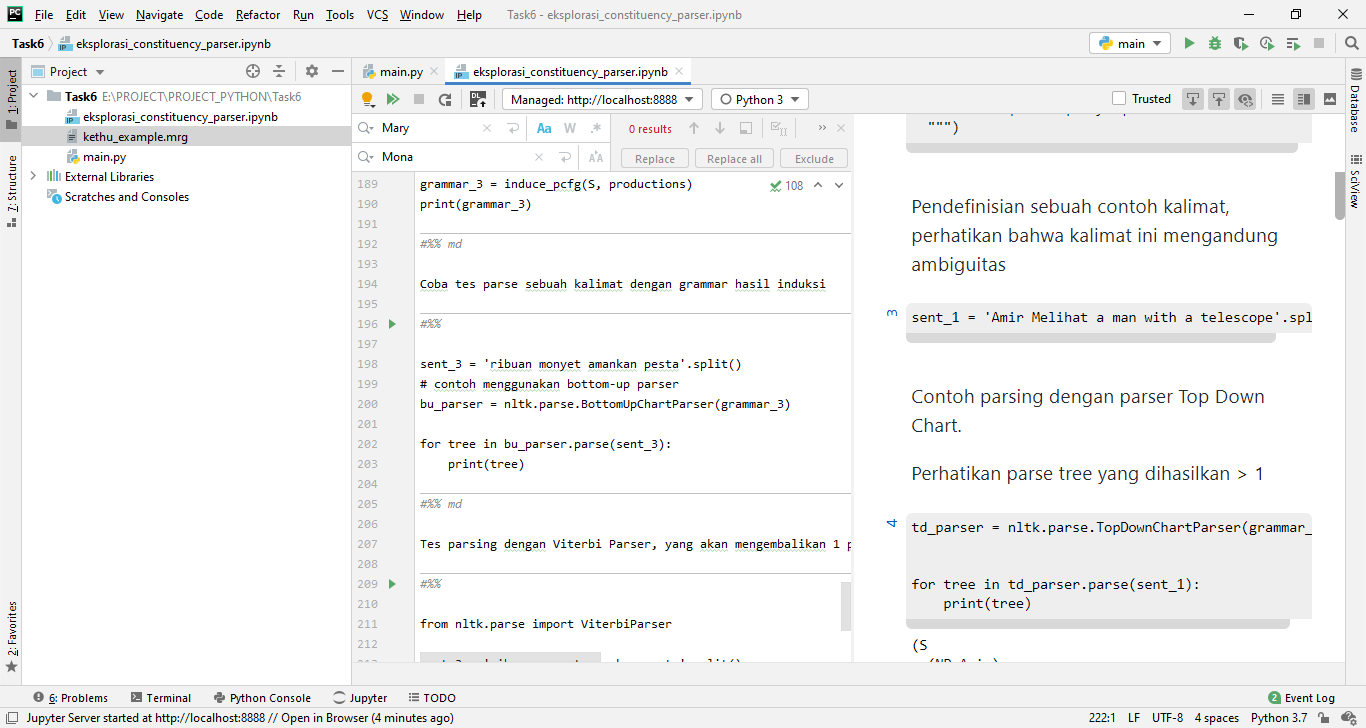 File Edit View Navigate Code Refactor Run Tools VCS Window Help Task6 - eksplorasi_constituency_parser.ipynb
Task6 eksplorasi_constituency_parser.ipynb main
1: Project
7: Structure
2: Favorites
Project
Task6 E:\PROJECT\PROJECT_PYTHON\Task6
eksplorasi_constituency_parser.ipynb
kethu_example.mrg
main.py
External Libraries
Scratches and Consoles
main.py eksplorasi_constituency_parser.ipynb
Managed: http://localhost:8888 Python 3 Trusted
Mary Aa W .* 0 results
Mona Replace Replace all Exclude
108
189 grammar_3 = induce_pcfg(S, productions)
190 print(grammar_3)
191
192 #%% md
193
194 Coba tes parse sebuah kalimat dengan grammar hasil induksi
195
196 #%%
197
198 sent_3 = 'ribuan monyet amankan pesta'.split()
199 # contoh menggunakan bottom-up parser
200 bu_parser = nltk.parse.BottomUpChartParser(grammar_3)
201
202 for tree in bu_parser.parse(sent_3):
203 print(tree)
204
205 #%% md
206
207 Tes parsing dengan Viterbi Parser, yang akan mengembalikan 1 p
208
209 #%%
210
211 from nltk.parse import ViterbiParser
212
""")
Pendefinisian sebuah contoh kalimat,
perhatikan bahwa kalimat ini mengandung
ambiguitas
3 sent_1 = 'Amir Melihat a man with a telescope'.spl
Contoh parsing dengan parser Top Down
Chart.
Perhatikan parse tree yang dihasilkan > 1
4 td_parser = nltk.parse.TopDownChartParser(grammar_
for tree in td_parser.parse(sent_1):
print(tree)
(S
Database
SciView
6: Problems Terminal Python Console Jupyter TODO 2 Event Log
Jupyter Server started at http://localhost:8888 // Open in Browser (4 minutes ago) 222:1 LF UTF-8 4 spaces Python 3.7